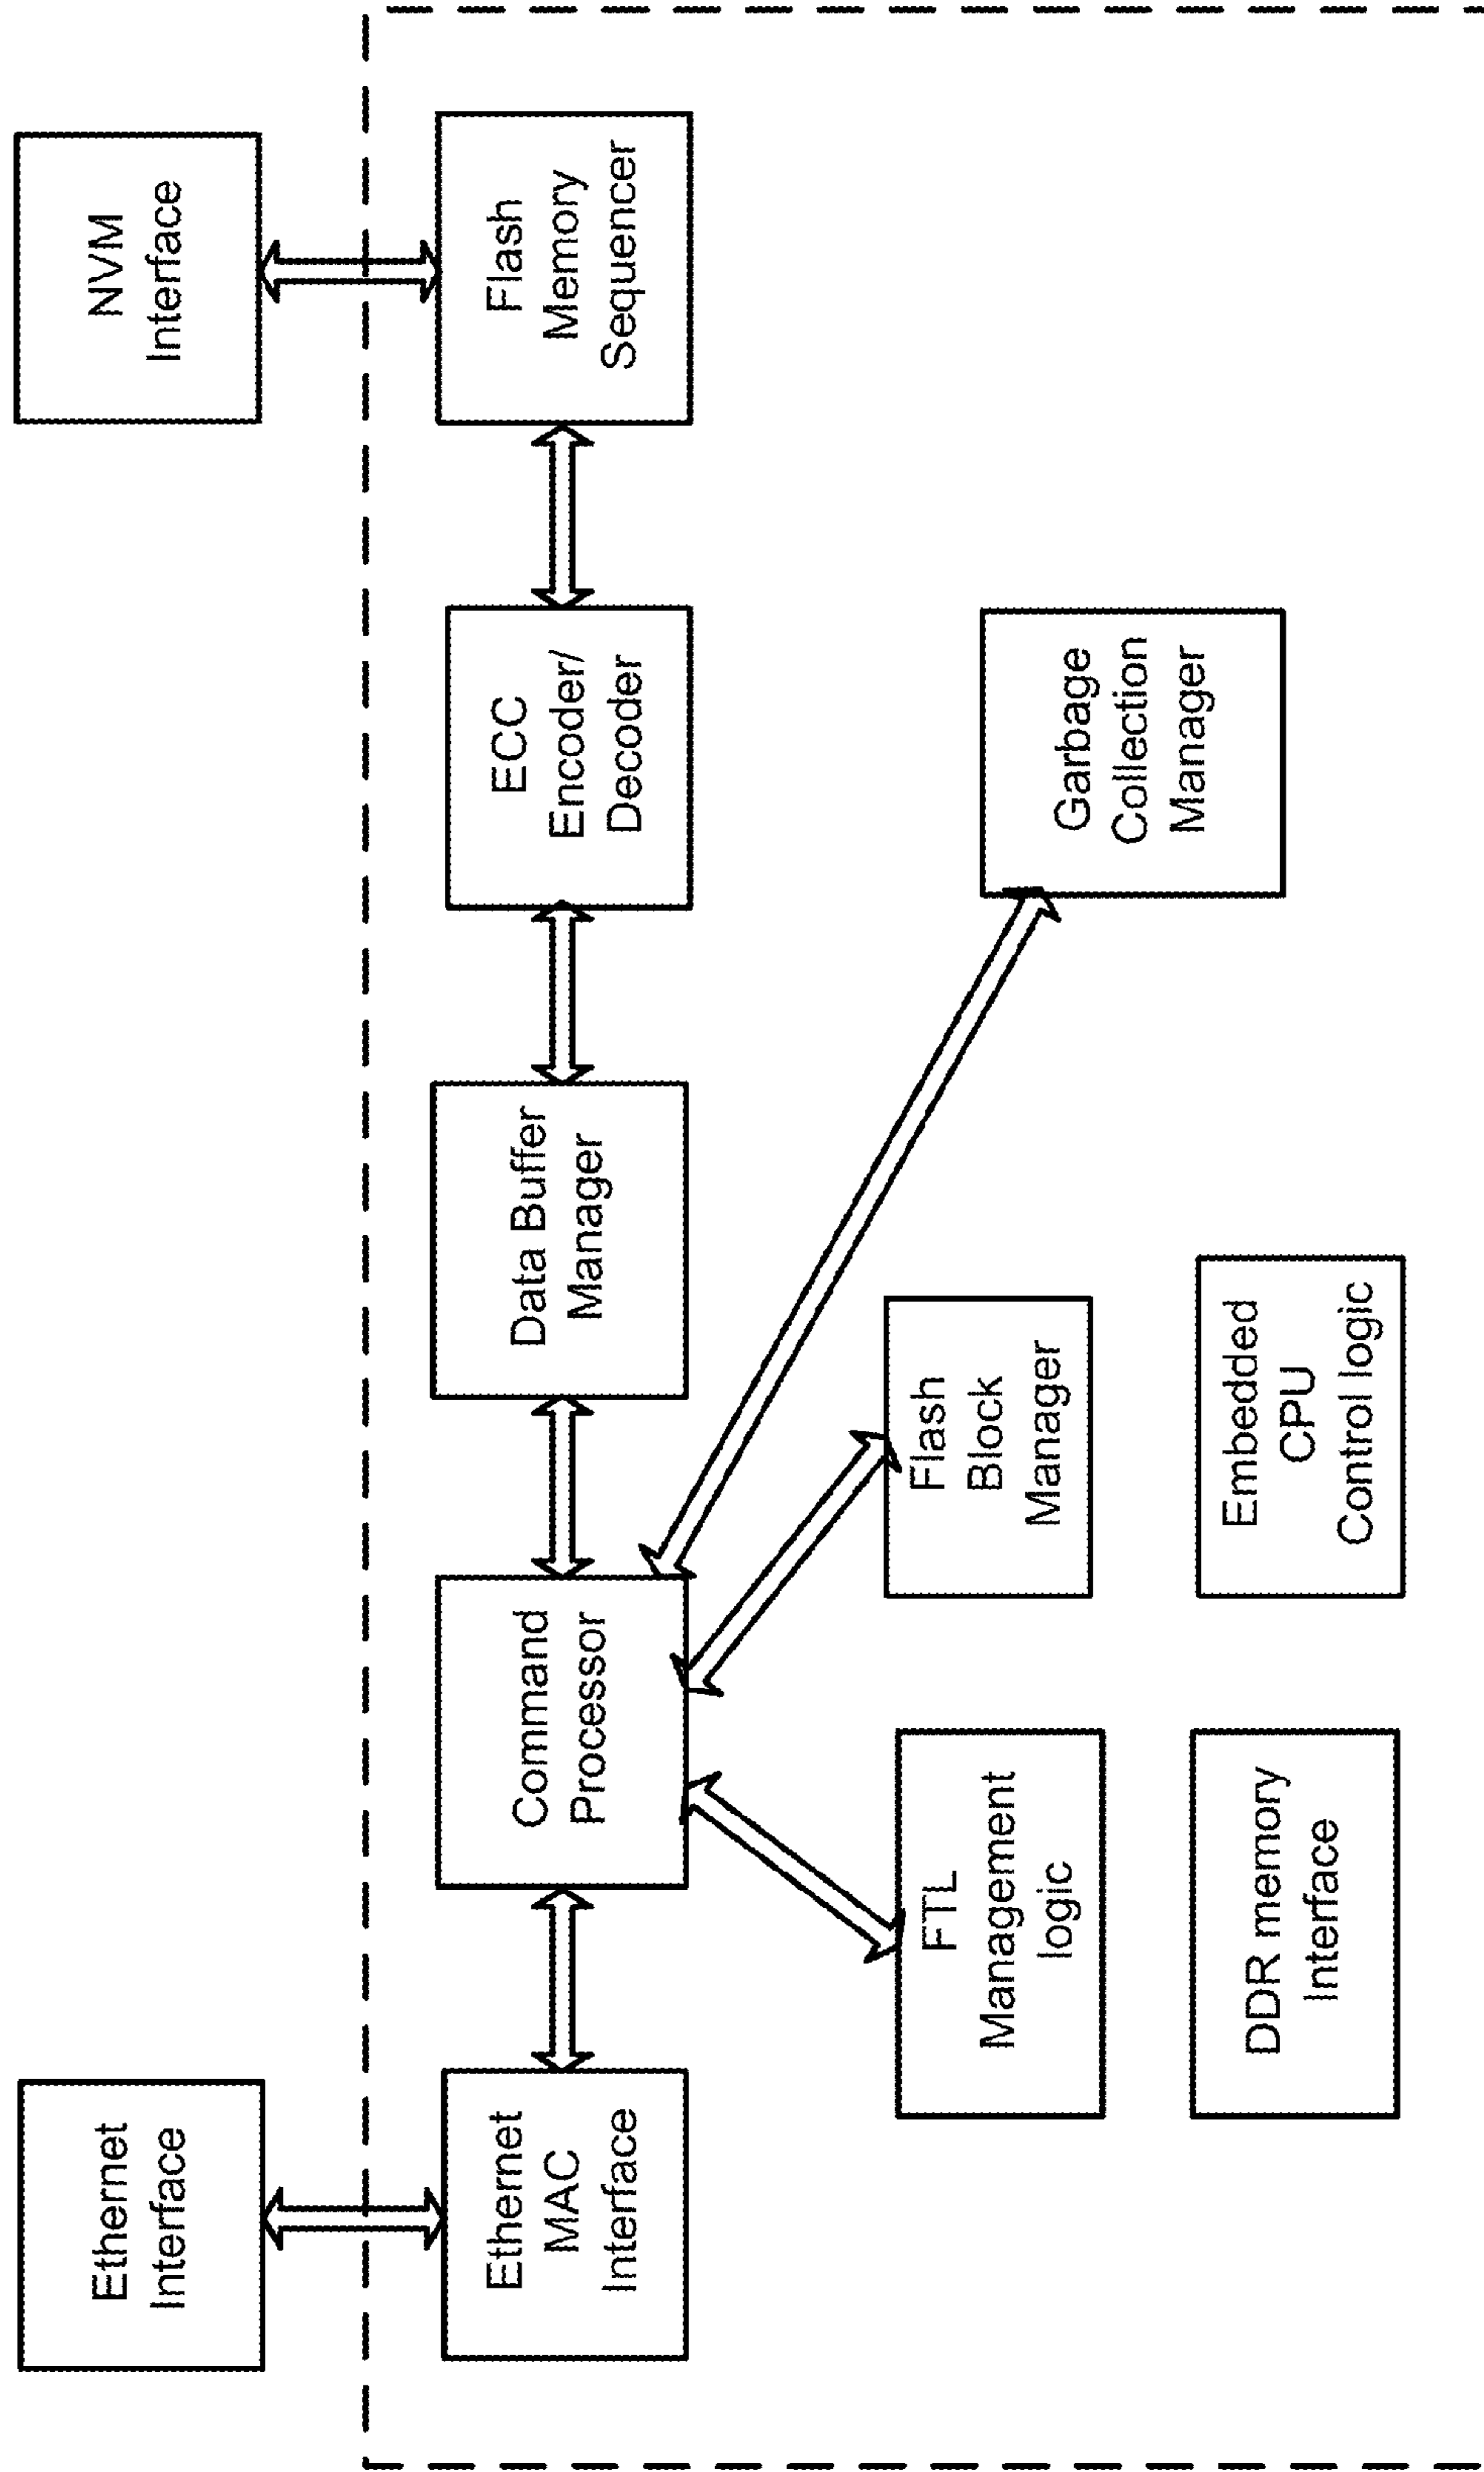 Ethernet
Interface
NVM
Interface
Ethernet
MAC
Interface
Command
Processor
Data Buffer
Manager
ECC
Encoder/
Decoder
Flash
Memory
Sequencer
FTL
Management
logic
Flash
Block
Manager
Garbage
Collection
Manager
DDR memory
Interface
Embedded
CPU
Control logic